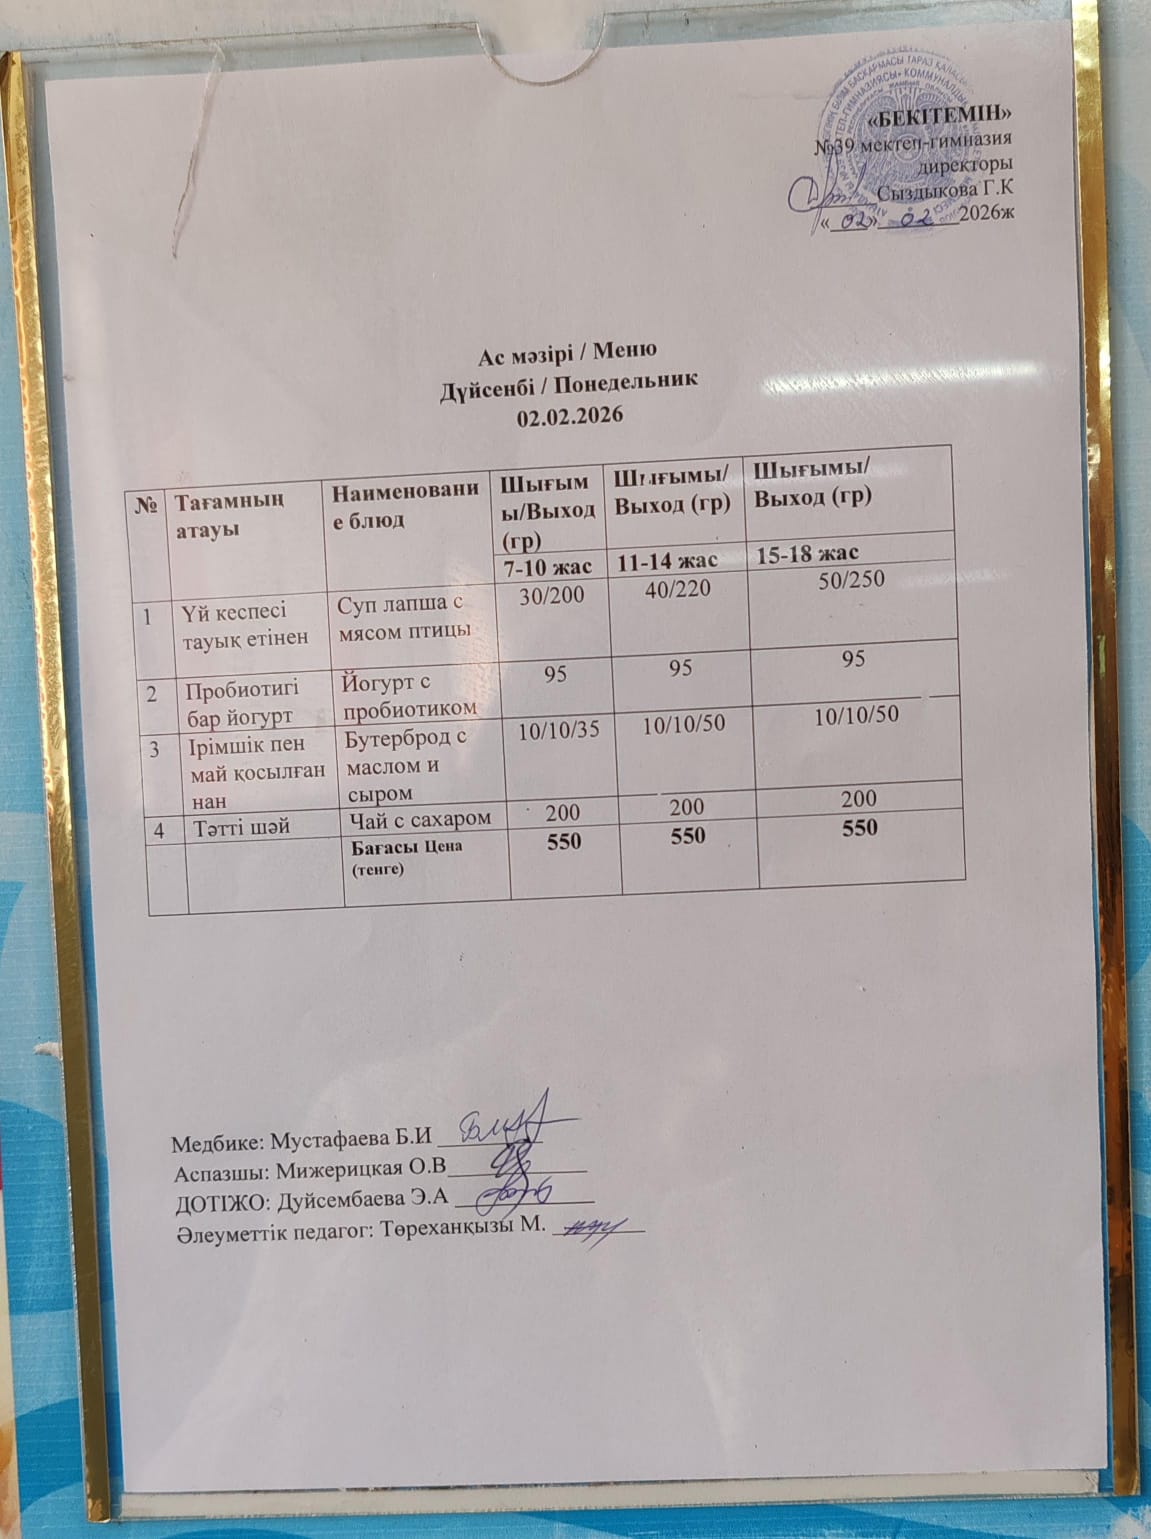 «БЕКІТЕМІН»
№39 мектеп-гимназия
директоры
Сыздыкова Г.К
«02» 02 2026ж
Ас мәзірі / Меню
Дүйсенбі / Понедельник
02.02.2026
№ Тағамның атауы Наименовани е блюд Шығым ы/Выход (гр) Шығымы/ Выход (гр) Шығымы/ Выход (гр)
7-10 жас 11-14 жас 15-18 жас
1 Үй кеспесі тауық етінен Суп лапша с мясом птицы 30/200 40/220 50/250
2 Пробиотигі бар йогурт Йогурт с пробиотиком 95 95 95
3 Ірімшік пен май қосылған нан Бутерброд с маслом и сыром 10/10/35 10/10/50 10/10/50
4 Тәтті шәй Чай с сахаром 200 200 200
Бағасы Цена (тенге) 550 550 550
Медбике: Мустафаева Б.И
Аспазшы: Мижерицкая О.В
ДОТІЖО: Дуйсембаева Э.А
Әлеуметтік педагог: Төреханқызы М.